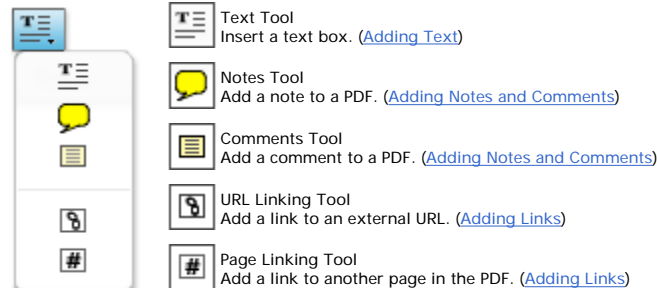 Text Tool
Insert a text box. (Adding Text)
Notes Tool
Add a note to a PDF. (Adding Notes and Comments)
Comments Tool
Add a comment to a PDF. (Adding Notes and Comments)
URL Linking Tool
Add a link to an external URL. (Adding Links)
Page Linking Tool
Add a link to another page in the PDF. (Adding Links)